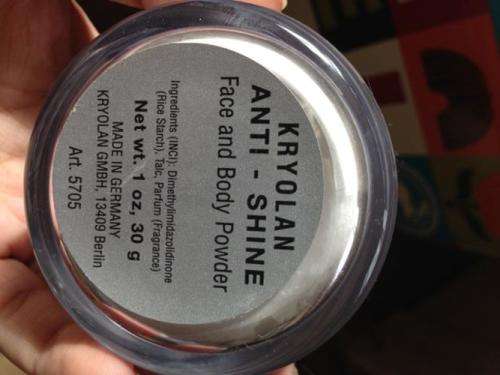 KRYOLAN
ANTI - SHINE
Face and Body Powder
Ingredients (INCI): Dimethylimidazolidinone
(Rice Starch), Talc, Parfum (Fragrance)
Net wt. 1 oz, 30 g
MADE IN GERMANY
KRYOLAN GMBH, 13409 Berlin
Art. 5705